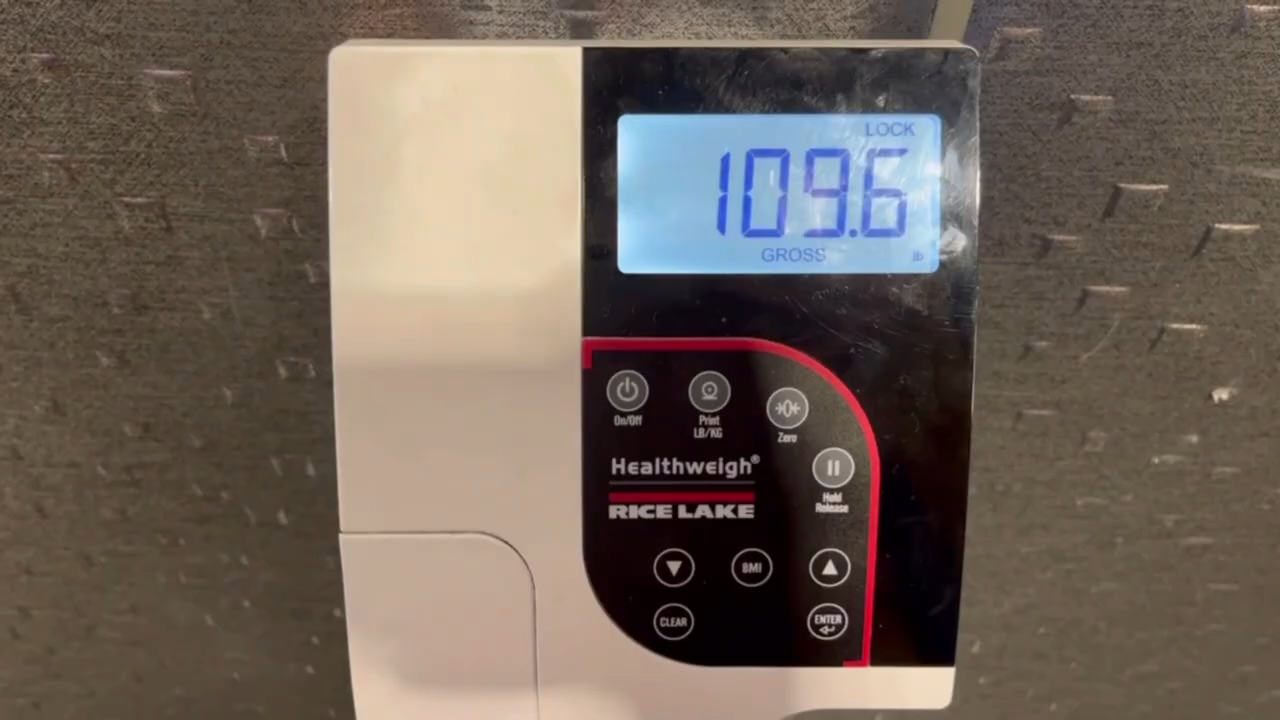 LOCK
109.6
GROSS
lb
On/Off
Print
LB/KG
Zero
Healthweigh®
RICE LAKE
Hold
Release
BMI
CLEAR
ENTER